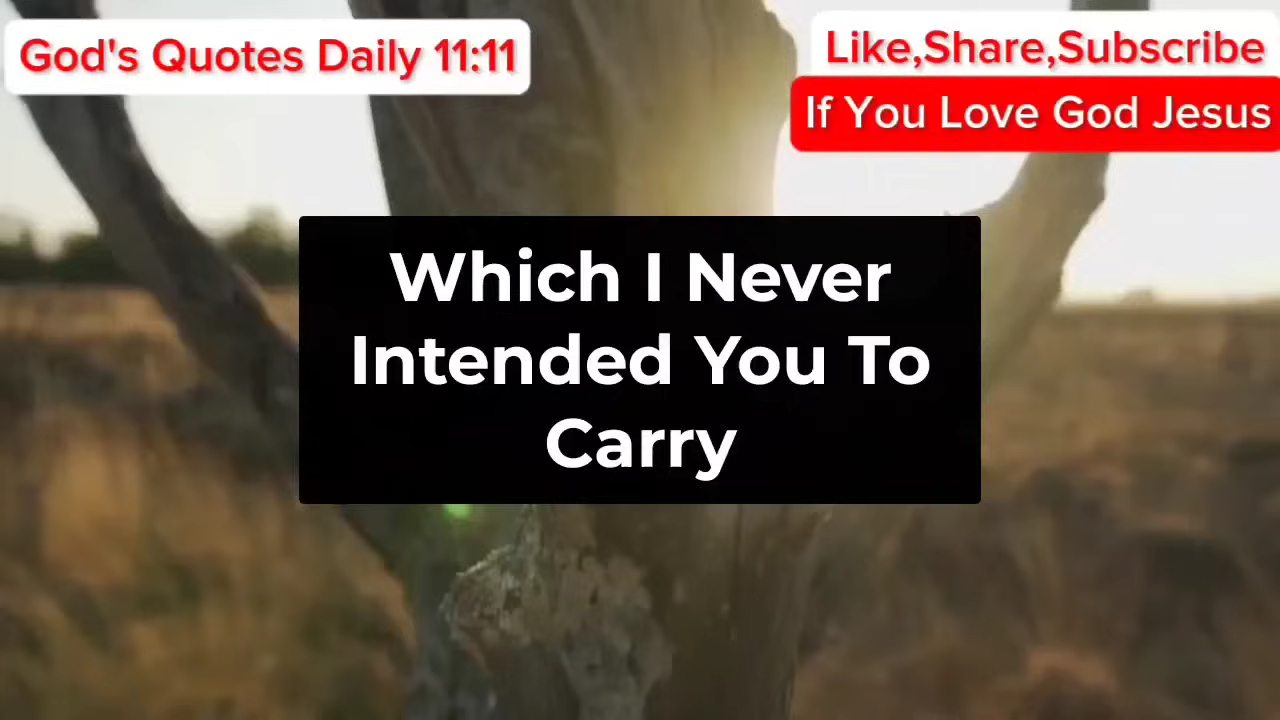 God's Quotes Daily 11:11
Like,Share,Subscribe
If You Love God Jesus
Which I Never
Intended You To
Carry